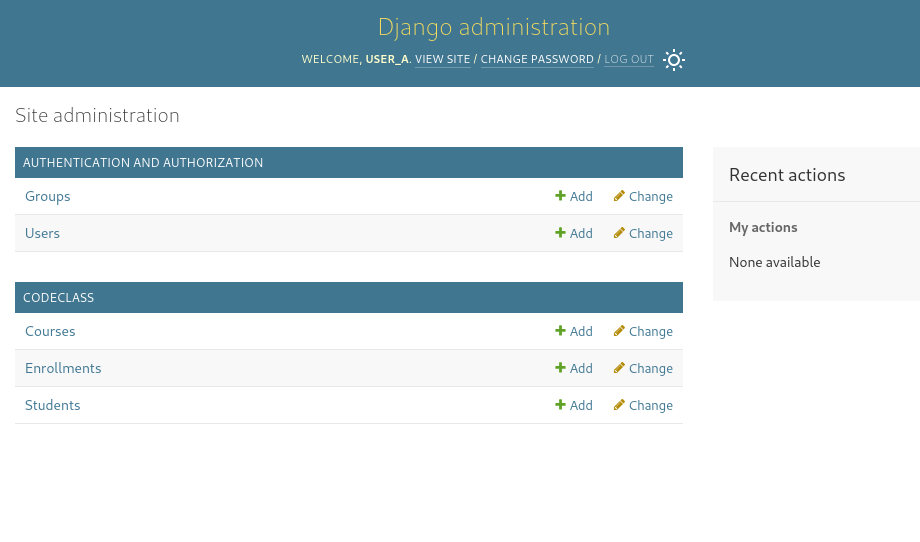 Django administration
WELCOME, USER_A. VIEW SITE / CHANGE PASSWORD / LOG OUT
Site administration
AUTHENTICATION AND AUTHORIZATION
Groups Add Change
Users Add Change
CODECLASS
Courses Add Change
Enrollments Add Change
Students Add Change
Recent actions
My actions
None available